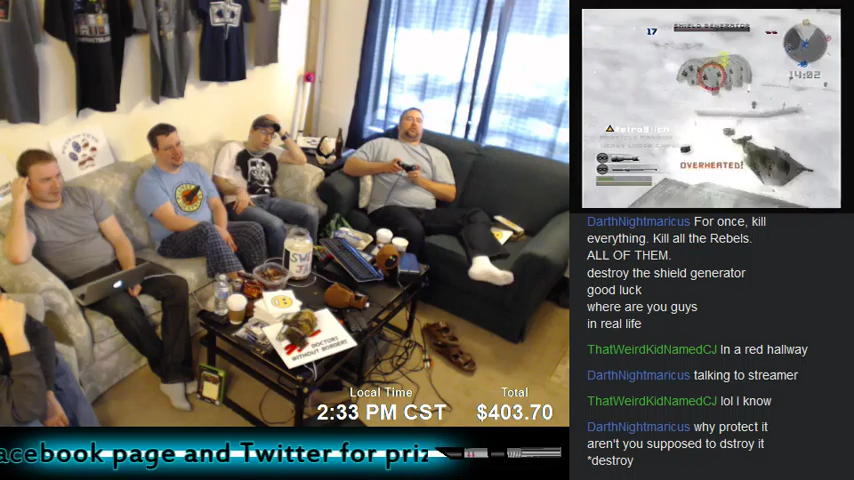 17
SHIELD GENERATOR
14:02
OVERHEATED!
DarthNightmaricus For once, kill
everything. Kill all the Rebels.
ALL OF THEM.
destroy the shield generator
good luck
where are you guys
in real life
ThatWeirdKidNamedCJ In a red hallway
DarthNightmaricus talking to streamer
ThatWeirdKidNamedCJ lol I know
DarthNightmaricus why protect it
aren't you supposed to dstroy it
*destroy
DOCTORS
WITHOUT BORDERS
Local Time
Total
2:33 PM CST
$403.70
acebook page and Twitter for priz